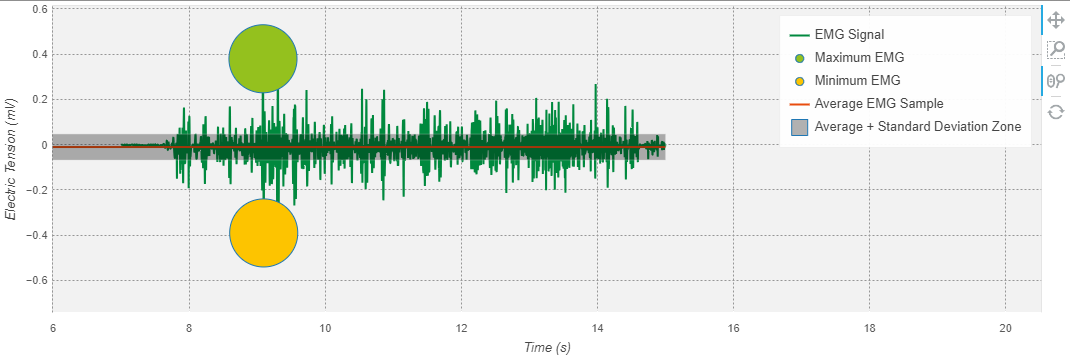 0.6
0.4
0.2
0
−0.2
−0.4
−0.6
Electric Tension (mV)
6 8 10 12 14 16 18 20
Time (s)
EMG Signal
Maximum EMG
Minimum EMG
Average EMG Sample
Average + Standard Deviation Zone